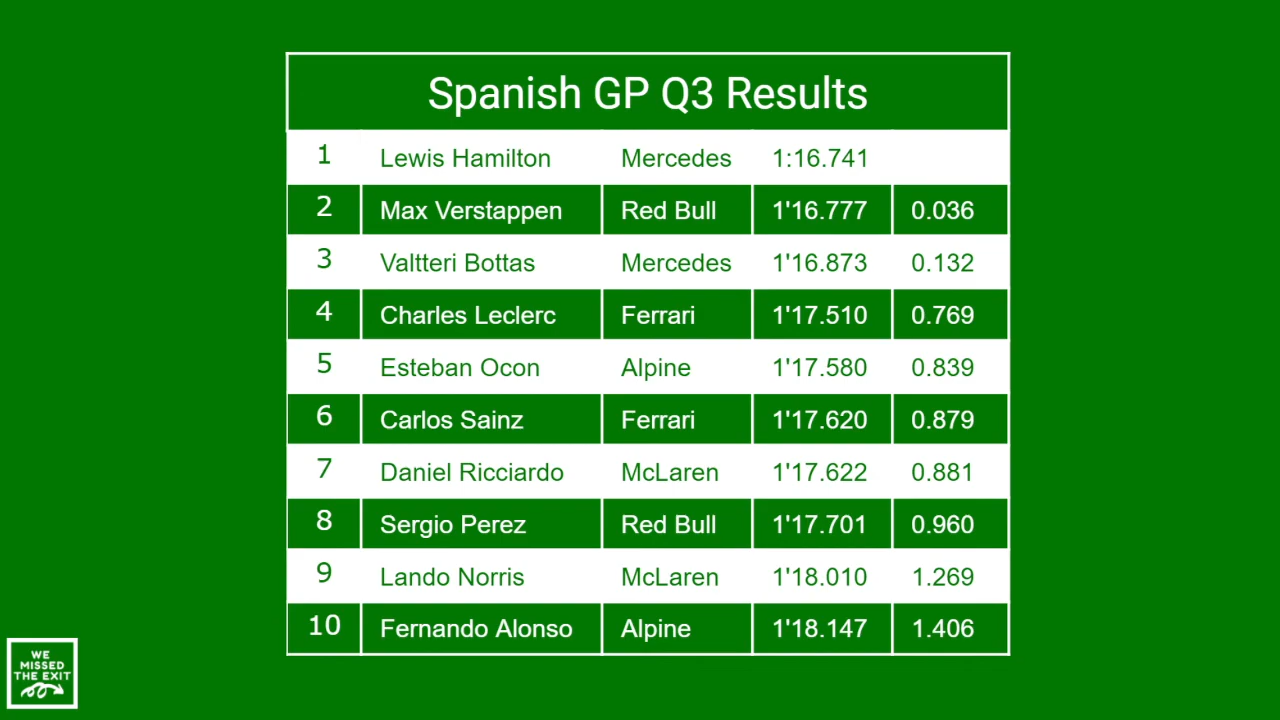 Spanish GP Q3 Results
1 Lewis Hamilton Mercedes 1:16.741
2 Max Verstappen Red Bull 1'16.777 0.036
3 Valtteri Bottas Mercedes 1'16.873 0.132
4 Charles Leclerc Ferrari 1'17.510 0.769
5 Esteban Ocon Alpine 1'17.580 0.839
6 Carlos Sainz Ferrari 1'17.620 0.879
7 Daniel Ricciardo McLaren 1'17.622 0.881
8 Sergio Perez Red Bull 1'17.701 0.960
9 Lando Norris McLaren 1'18.010 1.269
10 Fernando Alonso Alpine 1'18.147 1.406
WE
MISSED
THE EXIT